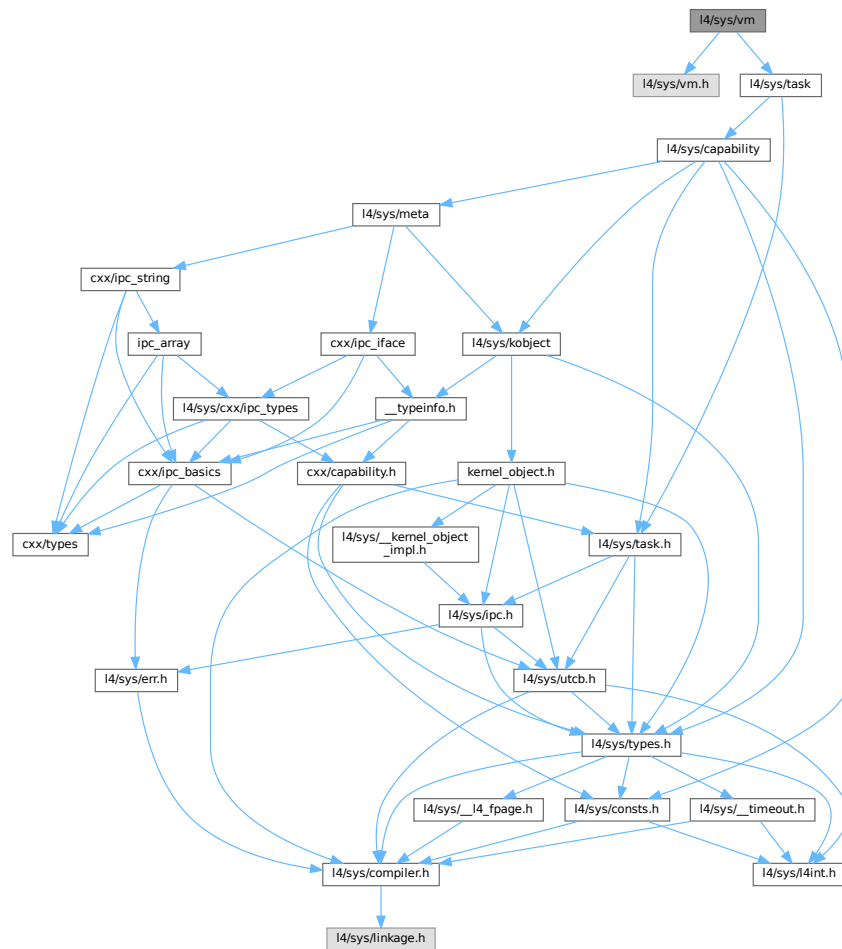 l4/sys/vm
l4/sys/vm.h
l4/sys/task
l4/sys/capability
l4/sys/meta
cxx/ipc_string
ipc_array
cxx/ipc_iface
l4/sys/kobject
l4/sys/cxx/ipc_types
__typeinfo.h
cxx/ipc_basics
cxx/capability.h
kernel_object.h
cxx/types
l4/sys/__kernel_object
_impl.h
l4/sys/task.h
l4/sys/ipc.h
l4/sys/err.h
l4/sys/utcb.h
l4/sys/types.h
l4/sys/__l4_fpage.h
l4/sys/consts.h
l4/sys/__timeout.h
l4/sys/compiler.h
l4/sys/l4int.h
l4/sys/linkage.h